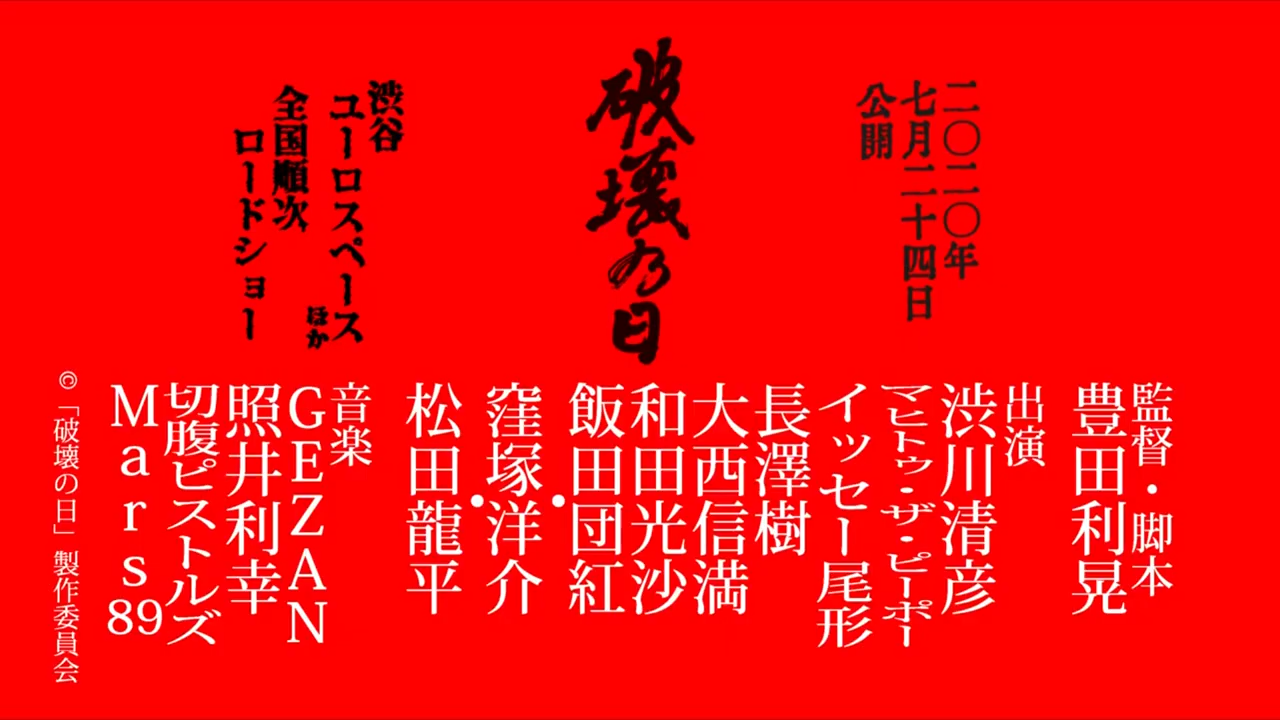 二〇二〇年
七月二十四日
公開
破壊の日
渋谷
ユーロスペース
ほか
全国順次
ロードショー
監督・脚本
豊田利晃
出演
渋川清彦
マヒトゥ・ザ・ピーポー
イッセー尾形
長澤樹
大西信満
和田光沙
飯田団紅
・
窪塚洋介
・
松田龍平
音楽
GEZAN
照井利幸
切腹ピストルズ
Mars89
©「破壊の日」製作委員会